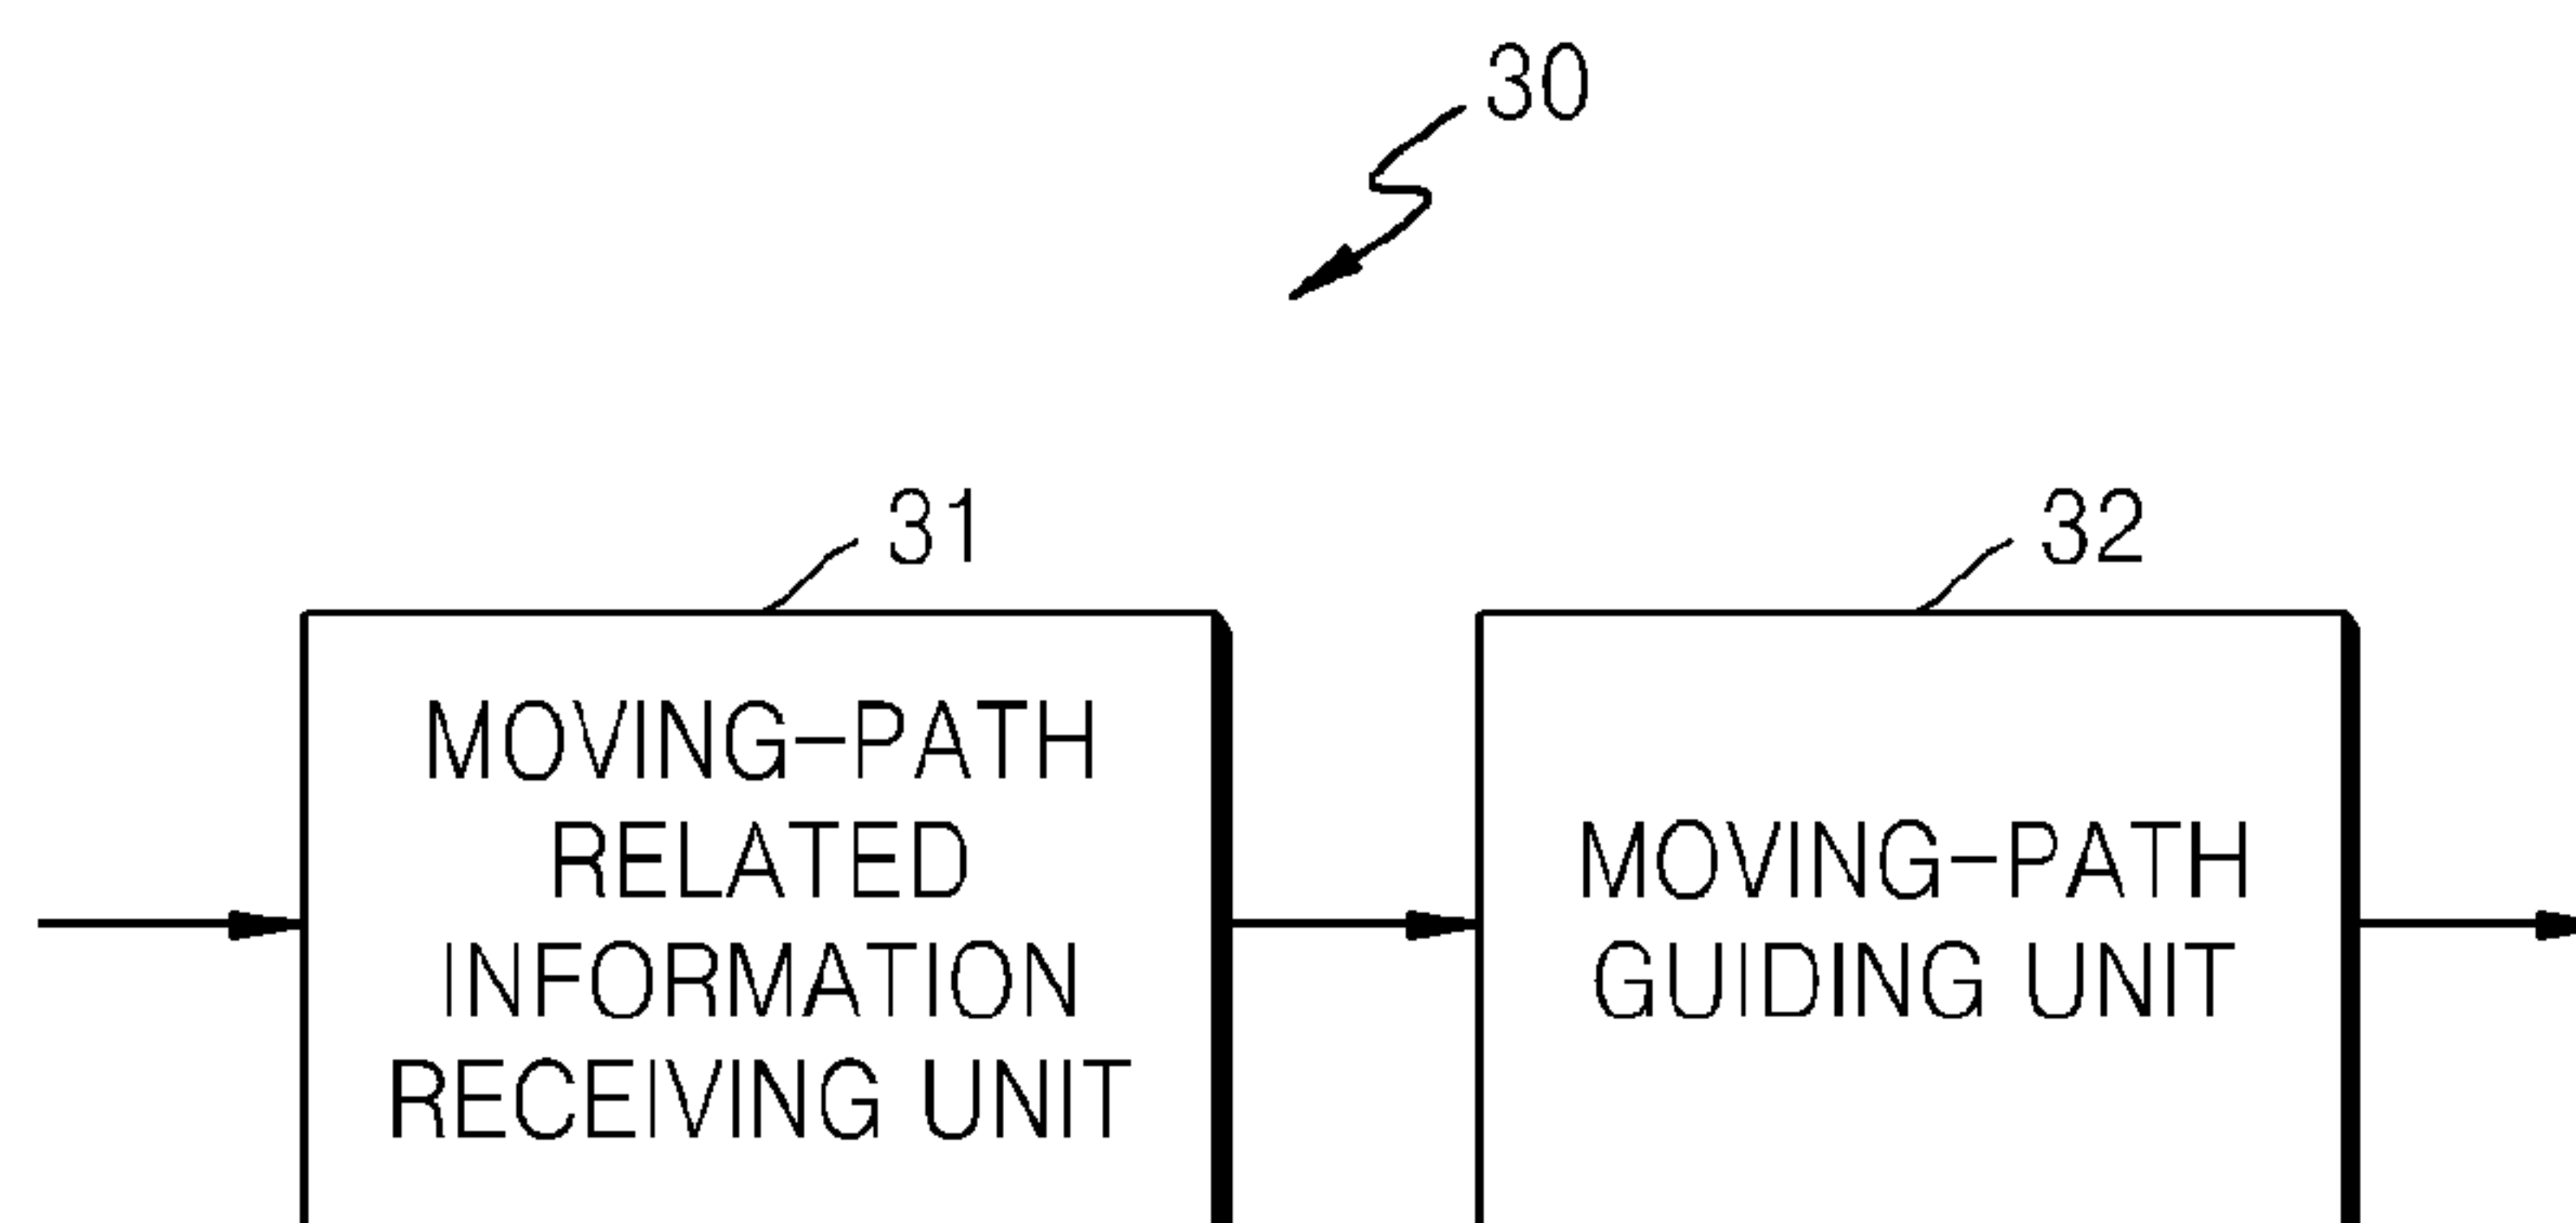 30
31
32
MOVING-PATH
RELATED
INFORMATION
RECEIVING UNIT
MOVING-PATH
GUIDING UNIT